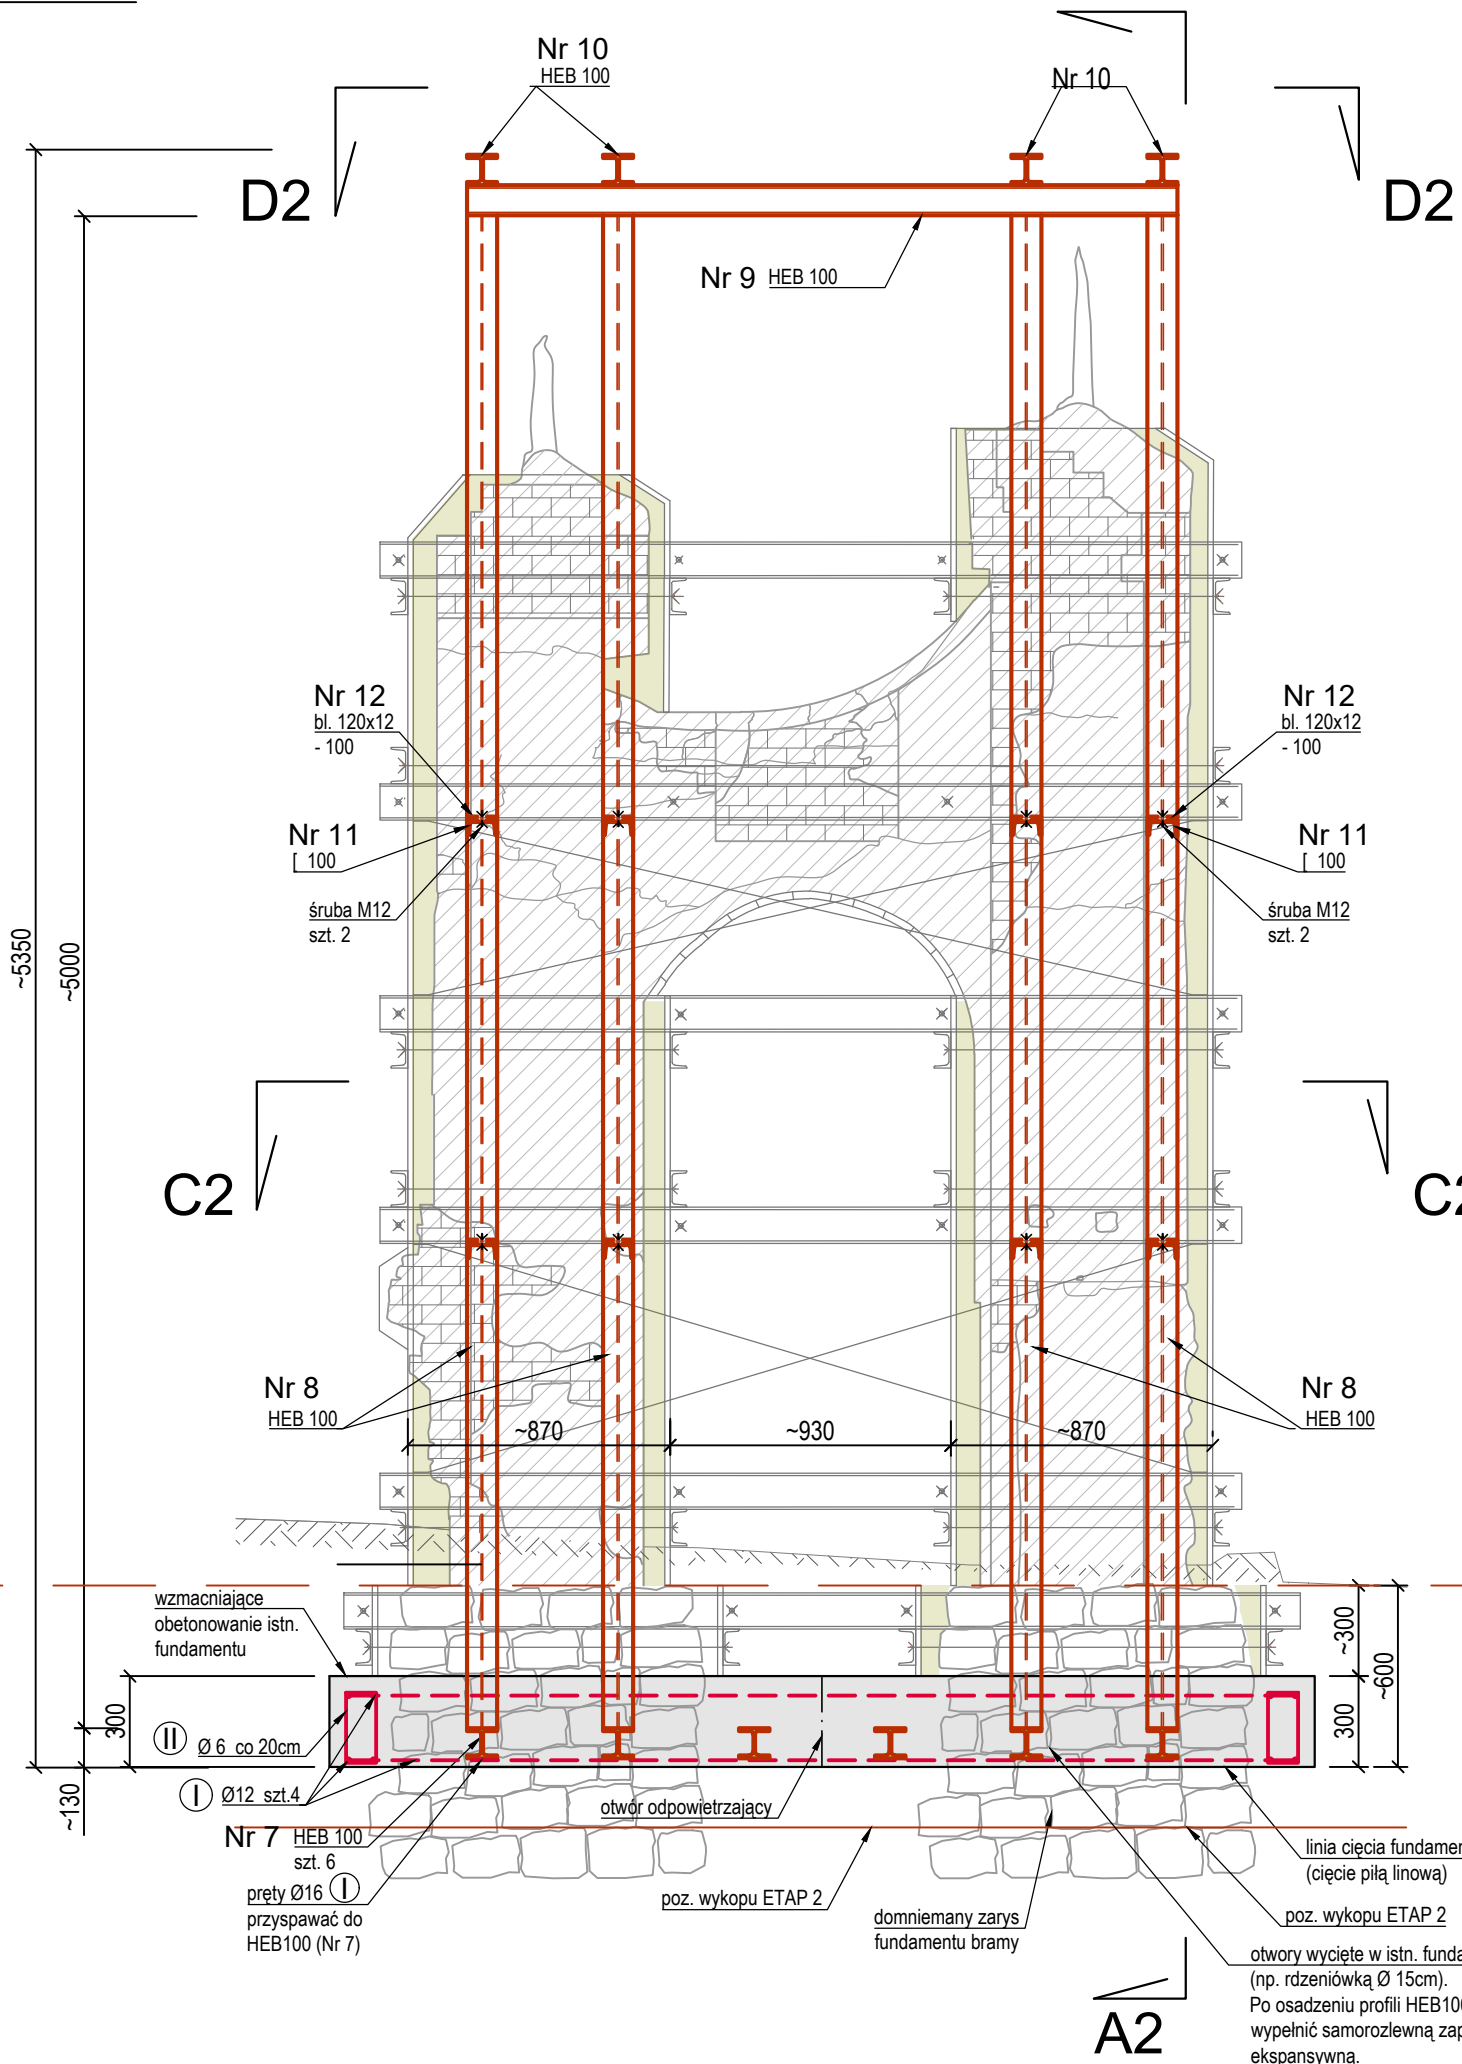 Nr 10
HEB 100
Nr 10
D2
D2
Nr 9 HEB 100
Nr 12
bl. 120x12
- 100
Nr 12
bl. 120x12
- 100
Nr 11
[ 100
Nr 11
[ 100
śruba M12
szt. 2
śruba M12
szt. 2
~5350
~5000
C2
C2
Nr 8
HEB 100
Nr 8
HEB 100
~870
~930
~870
wzmacniające
obetonowanie istn.
fundamentu
~300
~600
300
300
~130
II Ø 6 co 20cm
I Ø12 szt.4
otwór odpowietrzający
Nr 7 HEB 100
szt. 6
pręty Ø16 I
przyspawać do
HEB100 (Nr 7)
poz. wykopu ETAP 2
domniemany zarys
fundamentu bramy
linia cięcia
(cięcie piłą linową)
poz. wykopu ETAP 2
otwory wycięte w istn.
(np. rdzeniówką Ø 15cm).
Po osadzeniu profili HEB100
wypełnić samorozlewną
ekspansywną.
A2